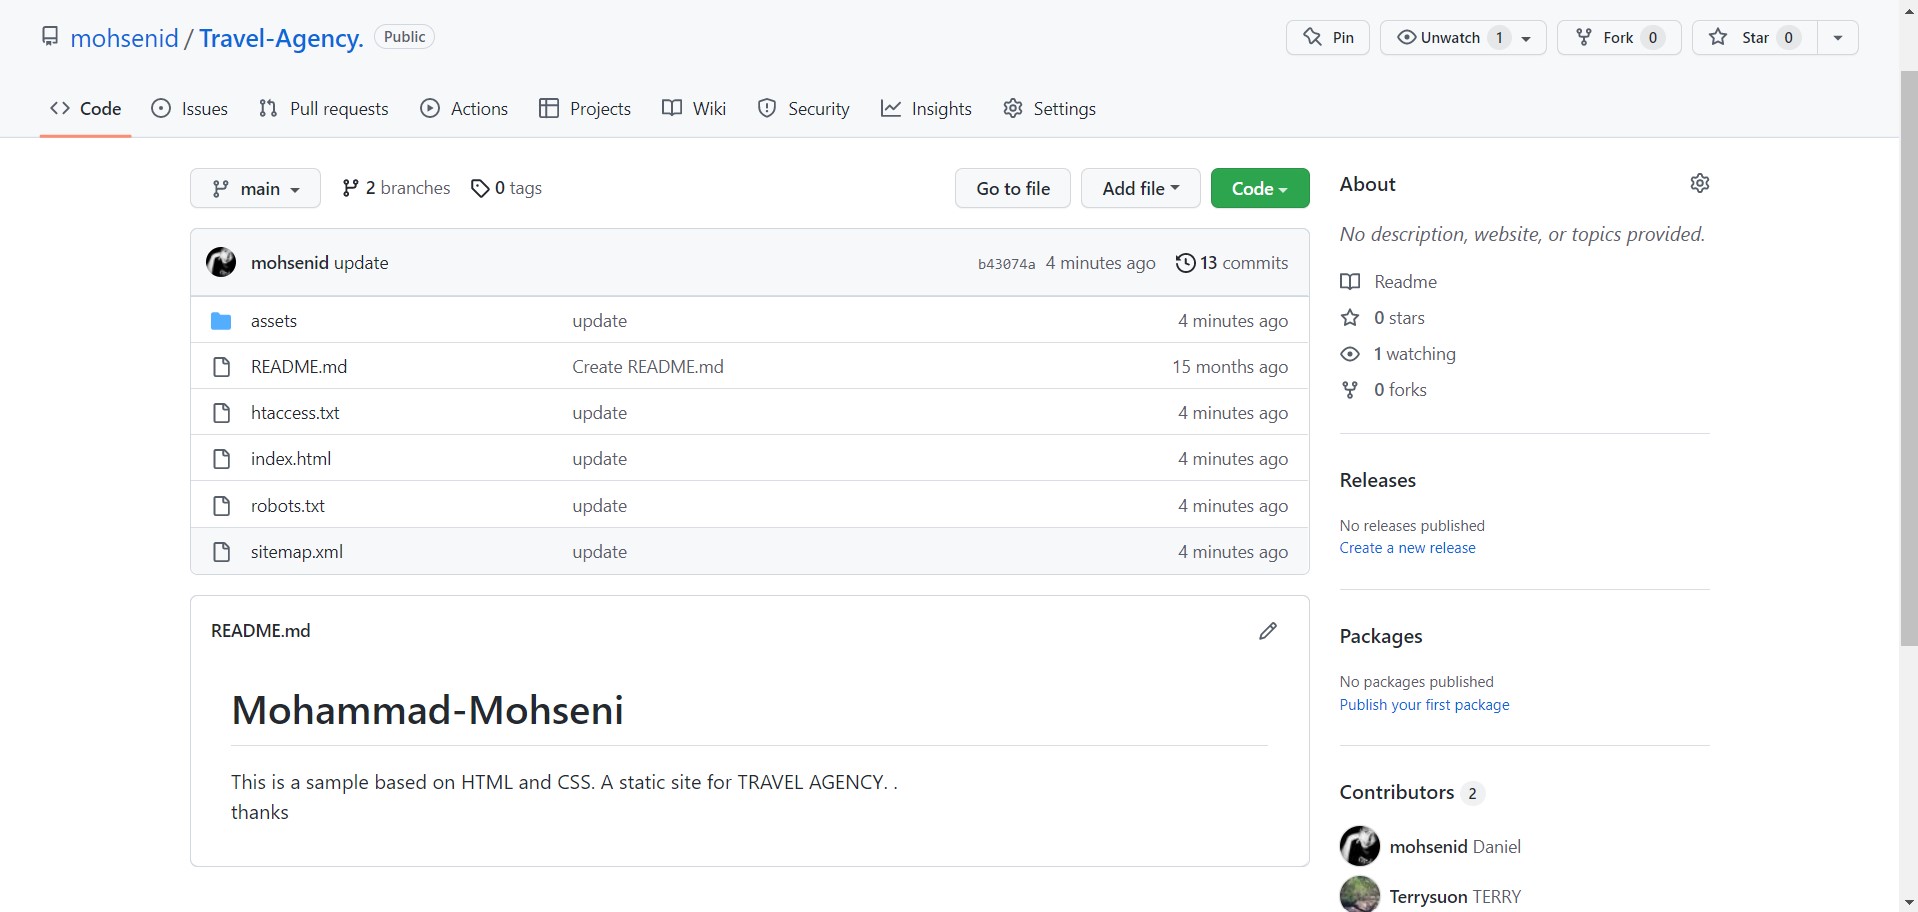 mohsenid / Travel-Agency. Public
Pin Unwatch 1 Fork 0 Star 0
Code Issues Pull requests Actions Projects Wiki Security Insights Settings
main 2 branches 0 tags Go to file Add file Code
mohsenid update b43074a 4 minutes ago 13 commits
assets update 4 minutes ago
README.md Create README.md 15 months ago
htaccess.txt update 4 minutes ago
index.html update 4 minutes ago
robots.txt update 4 minutes ago
sitemap.xml update 4 minutes ago
README.md
Mohammad-Mohseni
This is a sample based on HTML and CSS. A static site for TRAVEL AGENCY. .
thanks
About
No description, website, or topics provided.
Readme
0 stars
1 watching
0 forks
Releases
No releases published
Create a new release
Packages
No packages published
Publish your first package
Contributors 2
mohsenid Daniel
Terrysuon TERRY